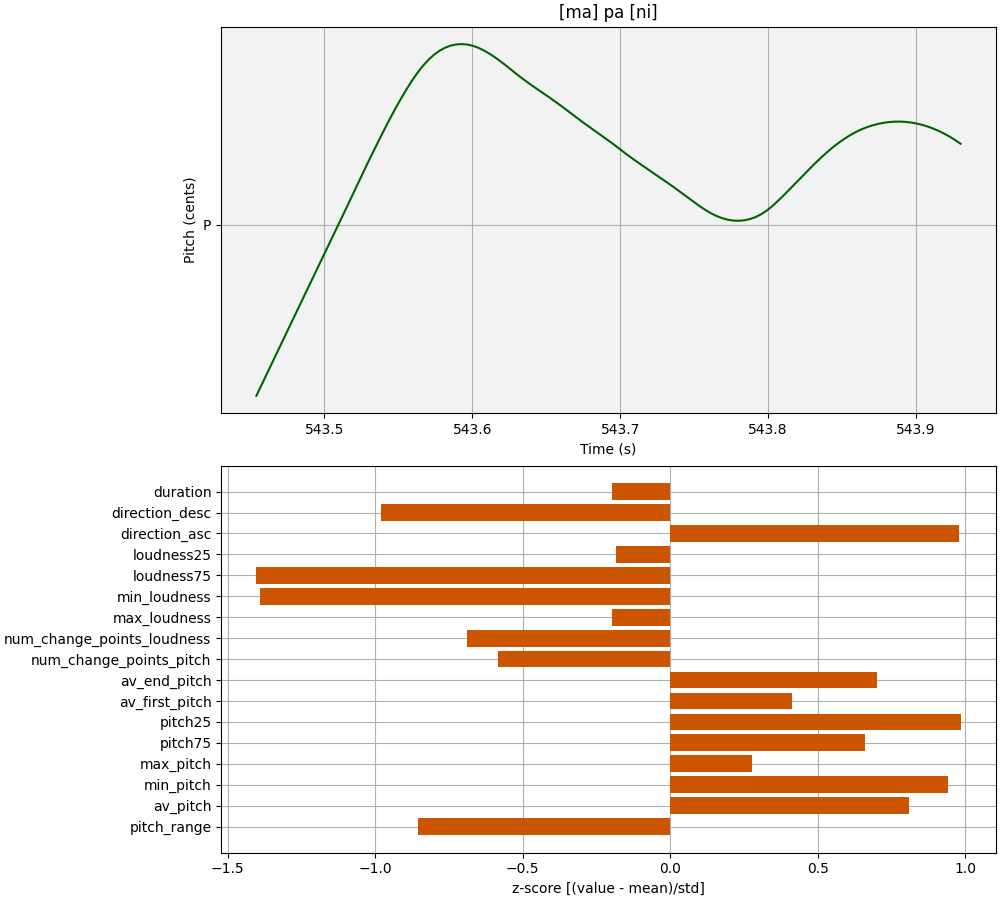 [ma] pa [ni]
Pitch (cents)
P
543.5 543.6 543.7 543.8 543.9
Time (s)
duration
direction_desc
direction_asc
loudness25
loudness75
min_loudness
max_loudness
num_change_points_loudness
num_change_points_pitch
av_end_pitch
av_first_pitch
pitch25
pitch75
max_pitch
min_pitch
av_pitch
pitch_range
−1.5 −1.0 −0.5 0.0 0.5 1.0
z-score [(value - mean)/std]